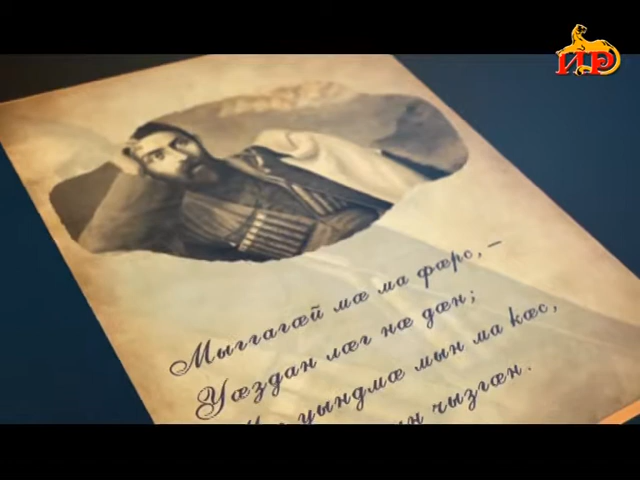 ИР
Мыггагæй мæ ма фæрс, –
Уæздан лæг нæ дæн;
уындмæ мын ма кæс,
чызгæн.